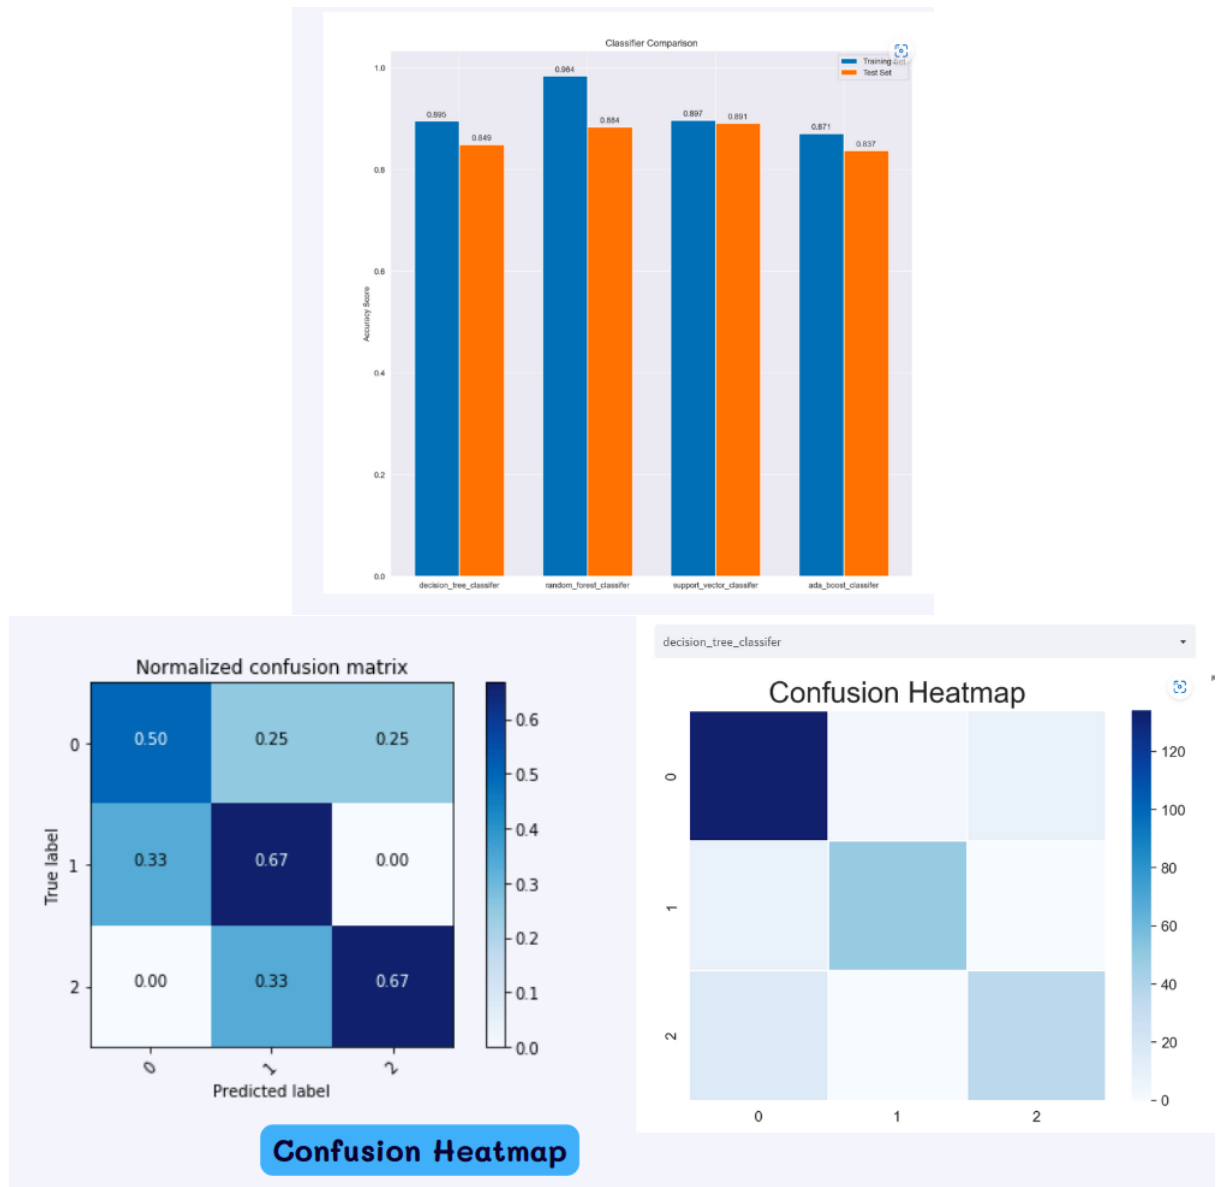 Classifier Comparison
Training Set
Test Set
1.0
0.8
0.6
0.4
0.2
0.0
Accuracy Score
0.895
0.849
0.984
0.884
0.897
0.891
0.871
0.837
decision_tree_classifer
random_forest_classifer
support_vector_classifer
ada_boost_classifer
Normalized confusion matrix
True label
0
0.50 0.25 0.25
1
0.33 0.67 0.00
2
0.00 0.33 0.67
0 1 2
Predicted label
0.6
0.5
0.4
0.3
0.2
0.1
0.0
Confusion Heatmap
decision_tree_classifer
Confusion Heatmap
0
1
2
0 1 2
120
100
80
60
40
20
0